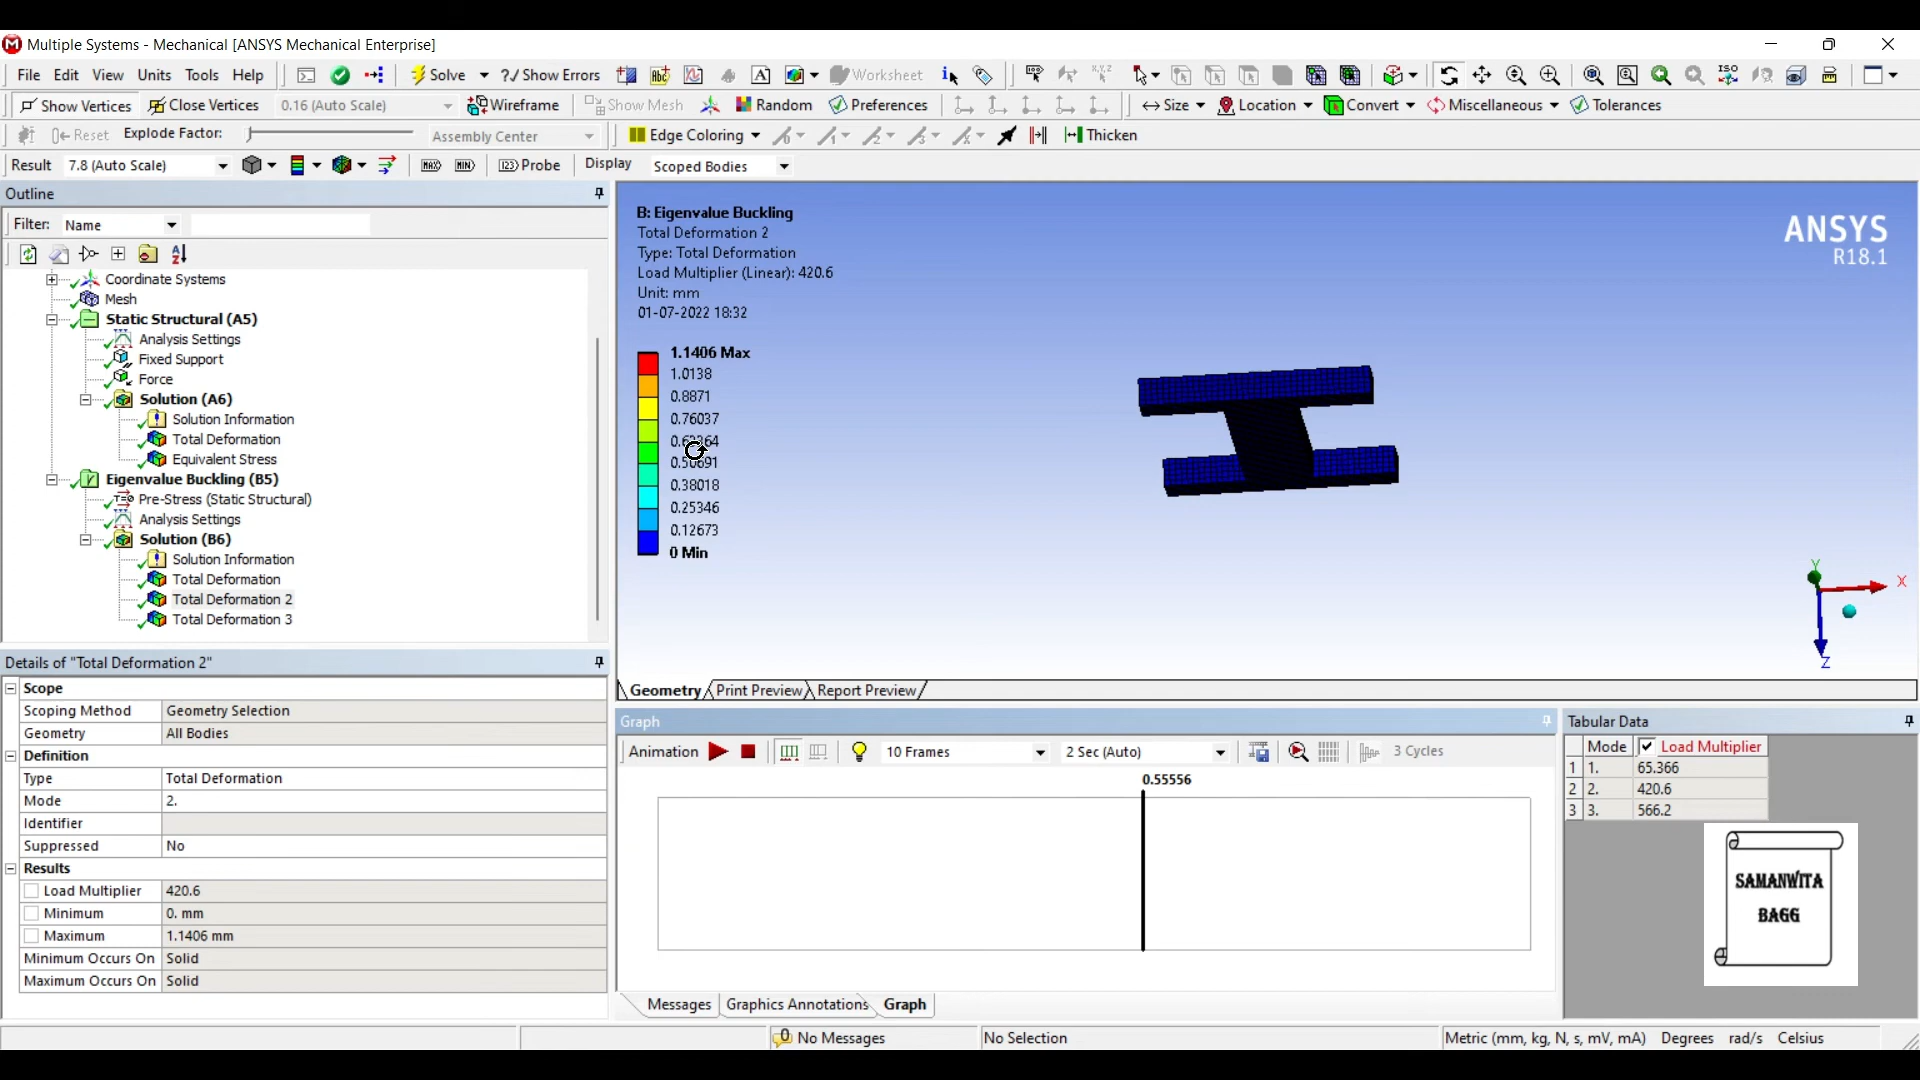 Multiple Systems - Mechanical [ANSYS Mechanical Enterprise]
File Edit View Units Tools Help Solve ?/ Show Errors Worksheet
Show Vertices Close Vertices 0.16 (Auto Scale) Wireframe Show Mesh Random Preferences Size Location Convert Miscellaneous Tolerances
Reset Explode Factor: Assembly Center Edge Coloring Thicken
Result 7.8 (Auto Scale) MAX MIN Probe Display Scoped Bodies
Outline
Filter: Name
Coordinate Systems
Mesh
Static Structural (A5)
Analysis Settings
Fixed Support
Force
Solution (A6)
Solution Information
Total Deformation
Equivalent Stress
Eigenvalue Buckling (B5)
Pre-Stress (Static Structural)
Analysis Settings
Solution (B6)
Solution Information
Total Deformation
Total Deformation 2
Total Deformation 3
Details of "Total Deformation 2"
Scope
Scoping Method Geometry Selection
Geometry All Bodies
Definition
Type Total Deformation
Mode 2.
Identifier
Suppressed No
Results
Load Multiplier 420.6
Minimum 0. mm
Maximum 1.1406 mm
Minimum Occurs On Solid
Maximum Occurs On Solid
B: Eigenvalue Buckling
Total Deformation 2
Type: Total Deformation
Load Multiplier (Linear): 420.6
Unit: mm
01-07-2022 18:32
1.1406 Max
1.0138
0.8871
0.76037
0.38018
0.25346
0.12673
0 Min
ANSYS
R18.1
Y
X
Z
Geometry Print Preview Report Preview
Graph
Animation 10 Frames 2 Sec (Auto) 3 Cycles
0.55556
Messages Graphics Annotations Graph
Tabular Data
Mode Load Multiplier
1 1. 65.366
2 2. 420.6
3 3. 566.2
SAMANWITA
BAGG
No Messages No Selection Metric (mm, kg, N, s, mV, mA) Degrees rad/s Celsius